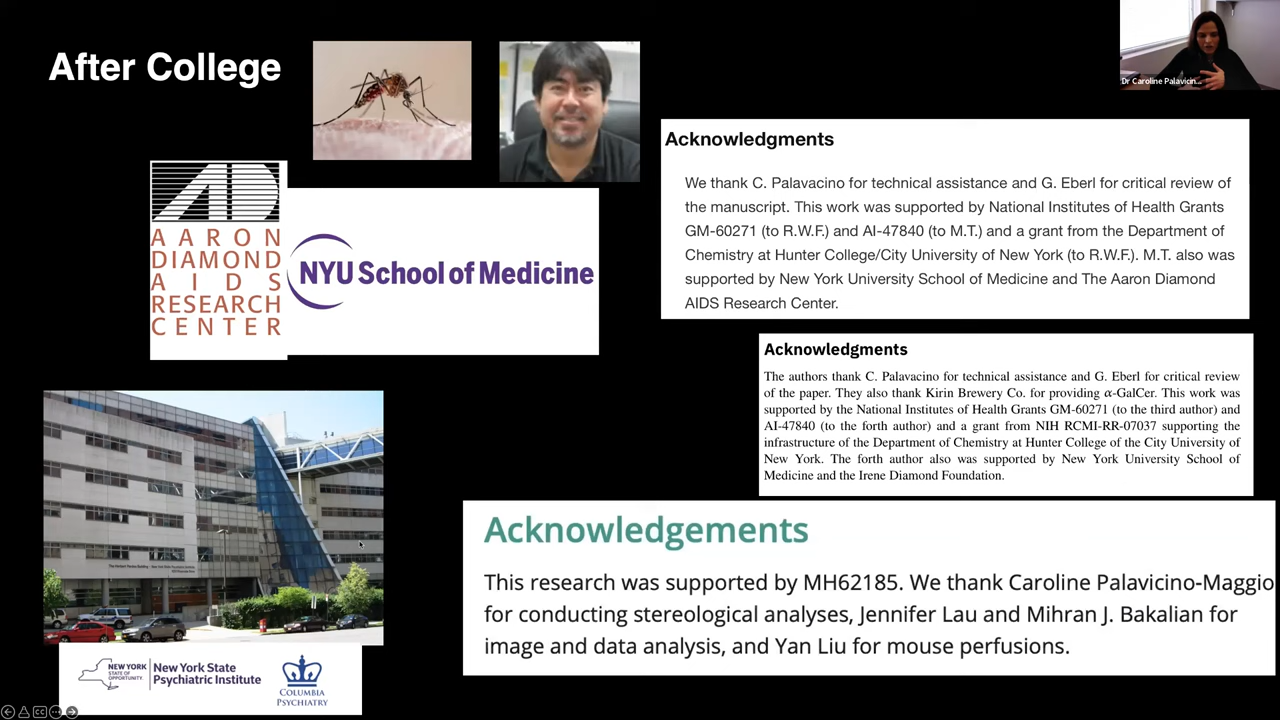 After College
Dr Caroline Palavicin...
AARON
DIAMOND
AIDS
RESEARCH
CENTER
NYU School of Medicine
Acknowledgments
We thank C. Palavacino for technical assistance and G. Eberl for critical review of
the manuscript. This work was supported by National Institutes of Health Grants
GM-60271 (to R.W.F.) and AI-47840 (to M.T.) and a grant from the Department of
Chemistry at Hunter College/City University of New York (to R.W.F.). M.T. also was
supported by New York University School of Medicine and The Aaron Diamond
AIDS Research Center.
Acknowledgments
The authors thank C. Palavacino for technical assistance and G. Eberl for critical review
of the paper. They also thank Kirin Brewery Co. for providing α-GalCer. This work was
supported by the National Institutes of Health Grants GM-60271 (to the third author) and
AI-47840 (to the forth author) and a grant from NIH RCMI-RR-07037 supporting the
infrastructure of the Department of Chemistry at Hunter College of the City University of
New York. The forth author also was supported by New York University School of
Medicine and the Irene Diamond Foundation.
Acknowledgements
This research was supported by MH62185. We thank Caroline Palavicino-Maggio
for conducting stereological analyses, Jennifer Lau and Mihran J. Bakalian for
image and data analysis, and Yan Liu for mouse perfusions.
NEW YORK
STATE OF
OPPORTUNITY.
New York State
Psychiatric Institute
COLUMBIA
PSYCHIATRY